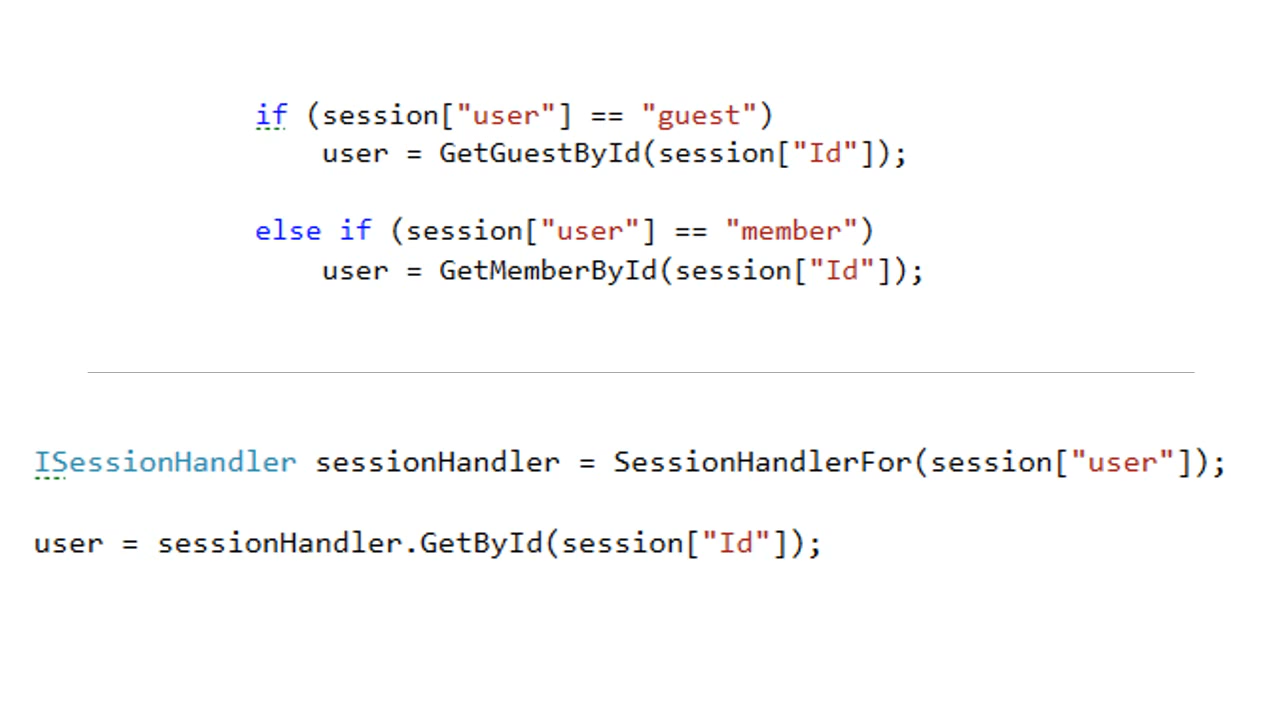 if (session["user"] == "guest")
user = GetGuestById(session["Id"]);
else if (session["user"] == "member")
user = GetMemberById(session["Id"]);
ISessionHandler sessionHandler = SessionHandlerFor(session["user"]);
user = sessionHandler.GetById(session["Id"]);